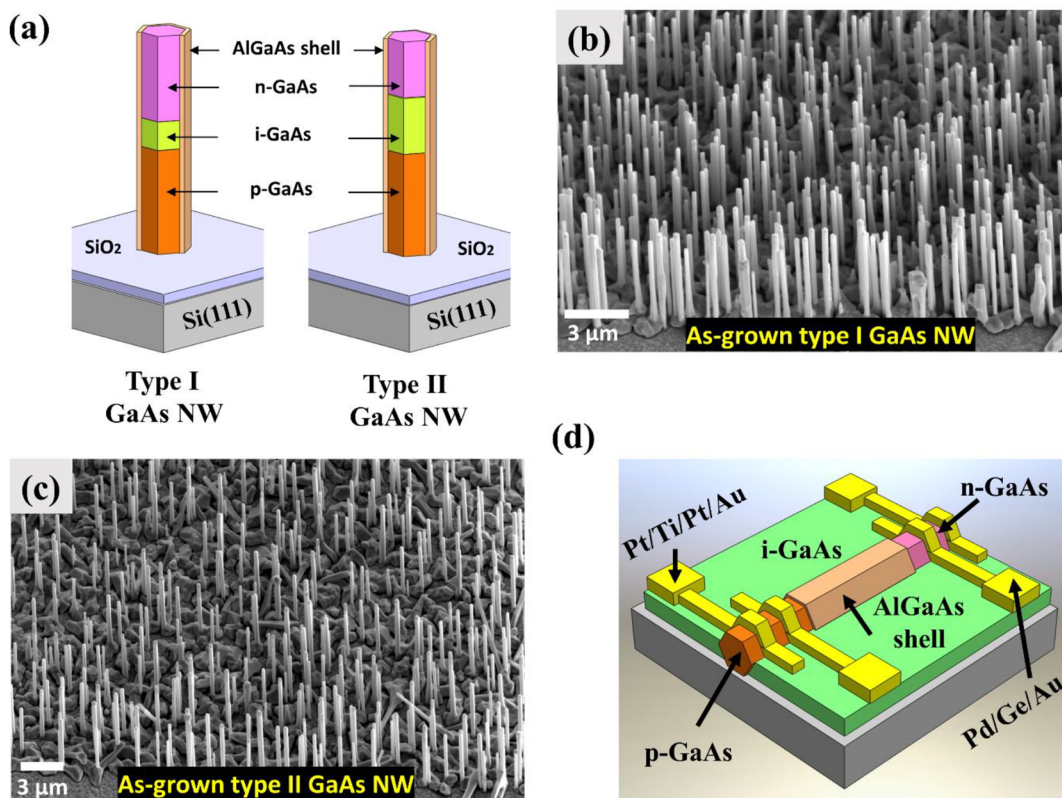 (a)
AlGaAs shell
n-GaAs
i-GaAs
p-GaAs
SiO₂
SiO₂
Si(111)
Si(111)
Type I
GaAs NW
Type II
GaAs NW
(b)
3 μm
As-grown type I GaAs NW
(c)
3 μm
As-grown type II GaAs NW
(d)
n-GaAs
Pt/Ti/Pt/Au
i-GaAs
AlGaAs
shell
p-GaAs
Pd/Ge/Au